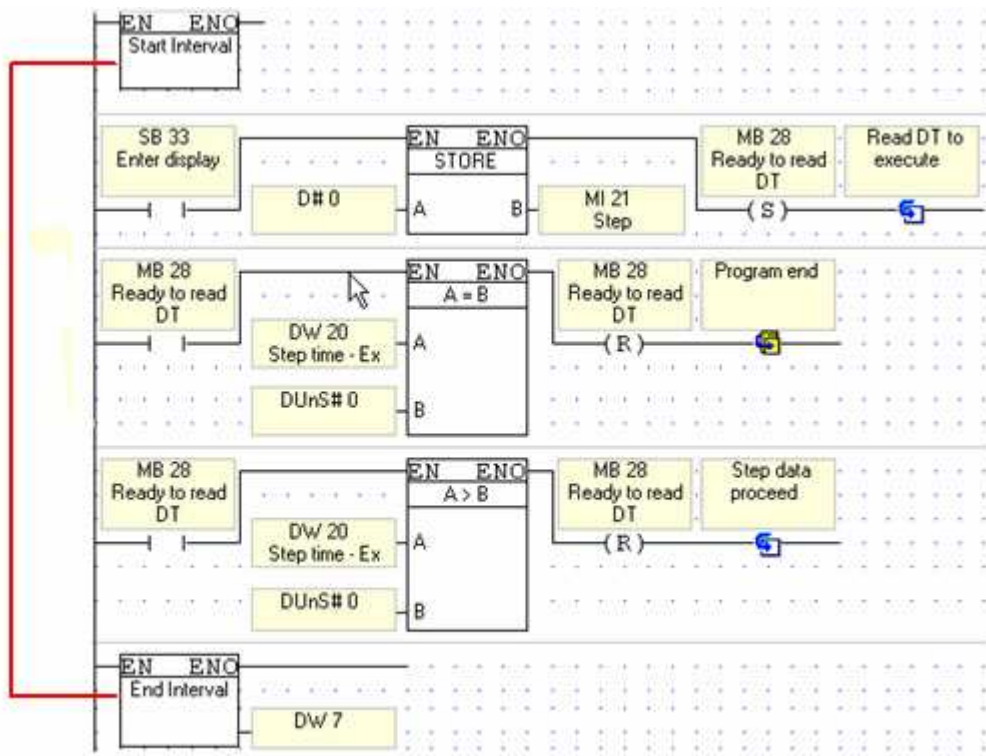 EN ENO
Start Interval
SB 33
Enter display
EN ENO
STORE
MB 28
Ready to read
DT
Read DT to
execute
D# 0
A
B
MI 21
Step
(S)
MB 28
Ready to read
DT
EN ENO
A = B
MB 28
Ready to read
DT
Program end
DW 20
Step time - Ex
A
(R)
DUnS# 0
B
MB 28
Ready to read
DT
EN ENO
A > B
MB 28
Ready to read
DT
Step data
proceed
DW 20
Step time - Ex
A
(R)
DUnS# 0
B
EN ENO
End Interval
DW 7